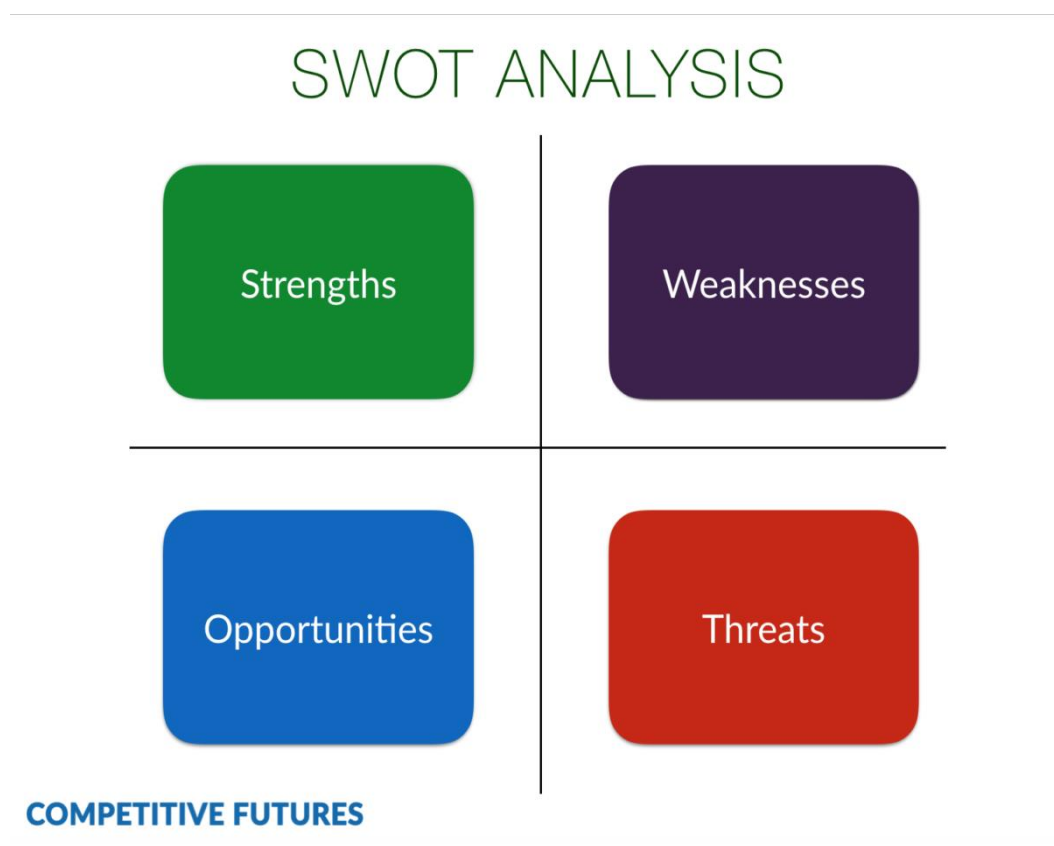 SWOT ANALYSIS
Strengths
Weaknesses
Opportunities
Threats
COMPETITIVE FUTURES